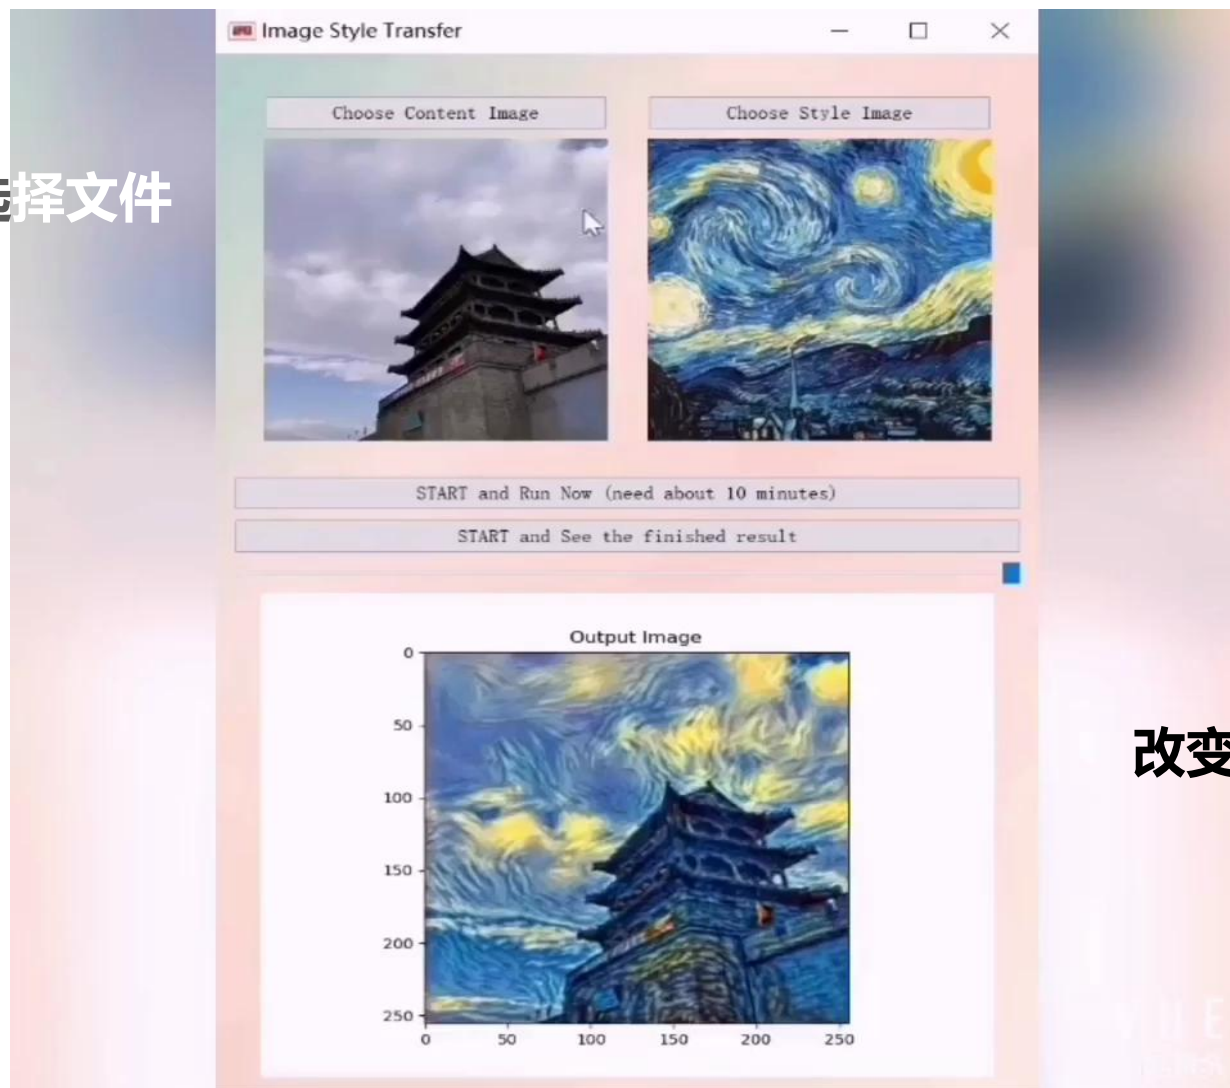 Image Style Transfer
Choose Content Image
Choose Style Image
择文件
START and Run Now (need about 10 minutes)
START and See the finished result
Output Image
0
50
100
150
200
250
0 50 100 150 200 250
改变